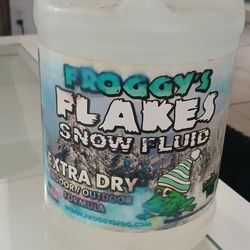 FROGGY'S
FLAKES
SNOW FLUID
EXTRA DRY
INDOOR/OUTDOOR
FORMULA
WWW.FROGGYSFOG.COM